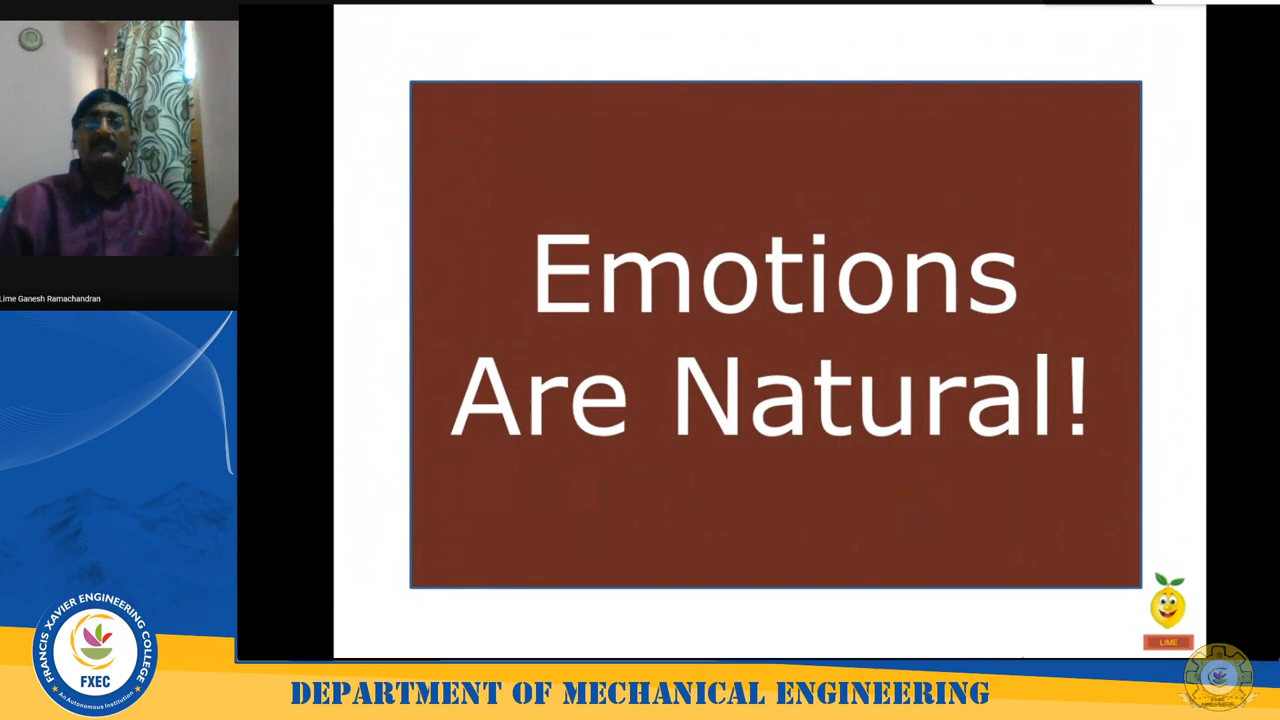 Emotions
Are Natural!
Lime Ganesh Ramachandran
LIME
FRANCIS XAVIER ENGINEERING COLLEGE
FXEC
An Autonomous Institution
DEPARTMENT OF MECHANICAL ENGINEERING